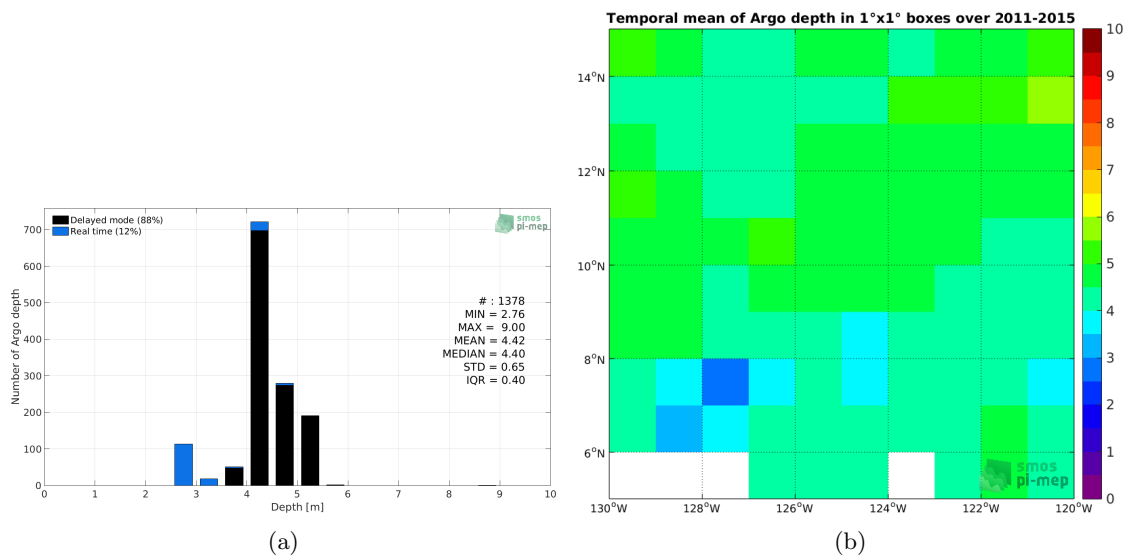 Temporal mean of Argo depth in 1°x1° boxes over 2011-2015
Delayed mode (88%)
Real time (12%)
smos
pi-mep
# : 1378
MIN = 2.76
MAX = 9.00
MEAN = 4.42
MEDIAN = 4.40
STD = 0.65
IQR = 0.40
Number of Argo depth
700
600
500
400
300
200
100
0
0 1 2 3 4 5 6 7 8 9 10
Depth [m]
(a)
14°N
12°N
10°N
8°N
6°N
130°W 128°W 126°W 124°W 122°W 120°W
smos
pi-mep
10
9
8
7
6
5
4
3
2
1
0
(b)